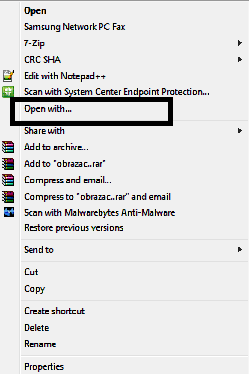 Open
Samsung Network PC Fax
7-Zip
CRC SHA
Edit with Notepad++
Scan with System Center Endpoint Protection...
Open with...
Share with
Add to archive...
Add to "obrazac..rar"
Compress and email...
Compress to "obrazac..rar" and email
Scan with Malwarebytes Anti-Malware
Restore previous versions
Send to
Cut
Copy
Create shortcut
Delete
Rename
Properties